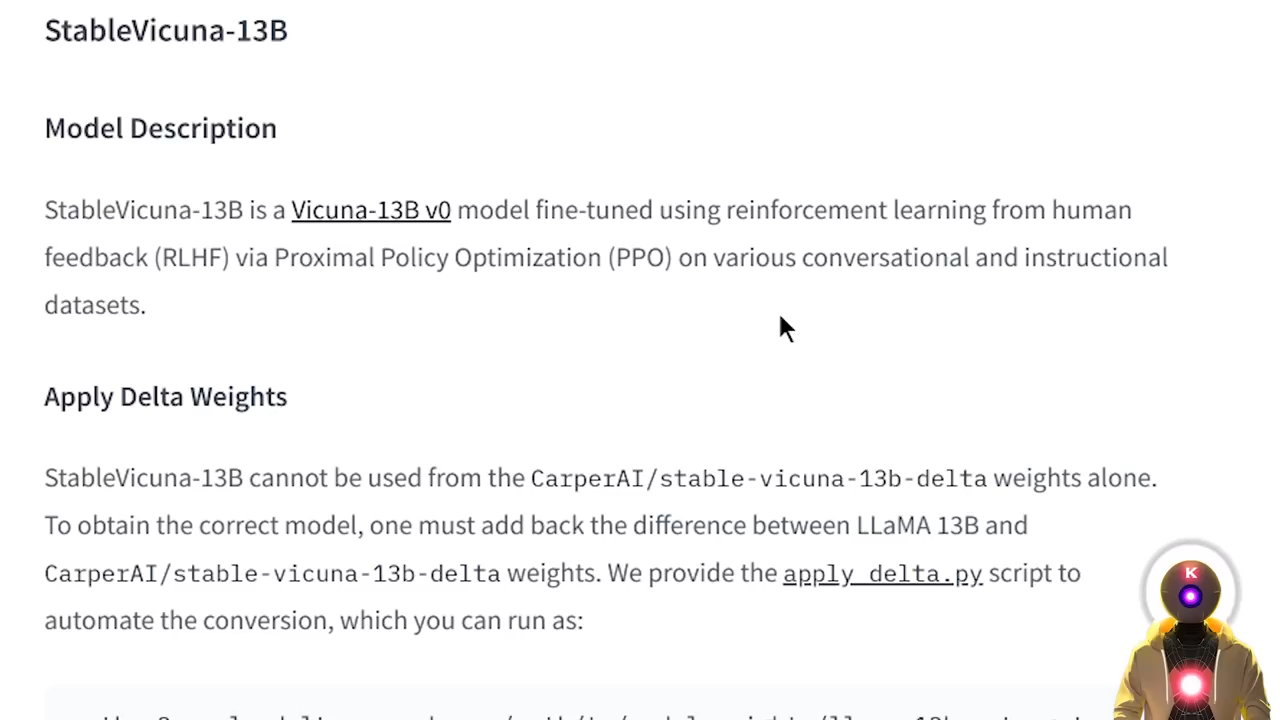 StableVicuna-13B
Model Description
StableVicuna-13B is a Vicuna-13B v0 model fine-tuned using reinforcement learning from human
feedback (RLHF) via Proximal Policy Optimization (PPO) on various conversational and instructional
datasets.
Apply Delta Weights
StableVicuna-13B cannot be used from the CarperAI/stable-vicuna-13b-delta weights alone.
To obtain the correct model, one must add back the difference between LLaMA 13B and
CarperAI/stable-vicuna-13b-delta weights. We provide the apply_delta.py script to
automate the conversion, which you can run as:
K